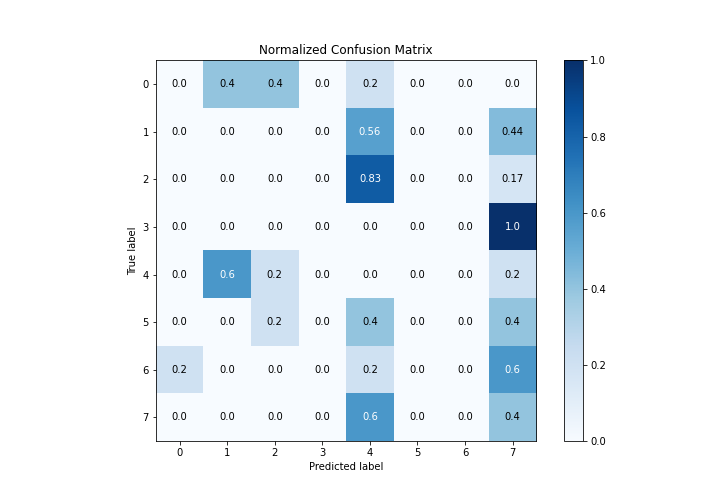 Normalized Confusion Matrix
True label
0 0.0 0.4 0.4 0.0 0.2 0.0 0.0 0.0
1 0.0 0.0 0.0 0.0 0.56 0.0 0.0 0.44
2 0.0 0.0 0.0 0.0 0.83 0.0 0.0 0.17
3 0.0 0.0 0.0 0.0 0.0 0.0 0.0 1.0
4 0.0 0.6 0.2 0.0 0.0 0.0 0.0 0.2
5 0.0 0.0 0.2 0.0 0.4 0.0 0.0 0.4
6 0.2 0.0 0.0 0.0 0.2 0.0 0.0 0.6
7 0.0 0.0 0.0 0.0 0.6 0.0 0.0 0.4
0 1 2 3 4 5 6 7
Predicted label
1.0
0.8
0.6
0.4
0.2
0.0